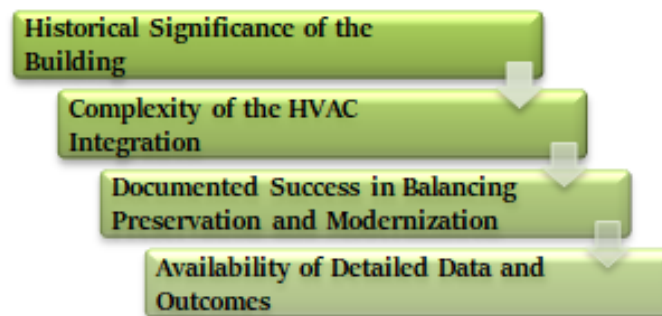 Historical Significance of the
Building
Complexity of the HVAC
Integration
Documented Success in Balancing
Preservation and Modernization
Availability of Detailed Data and
Outcomes